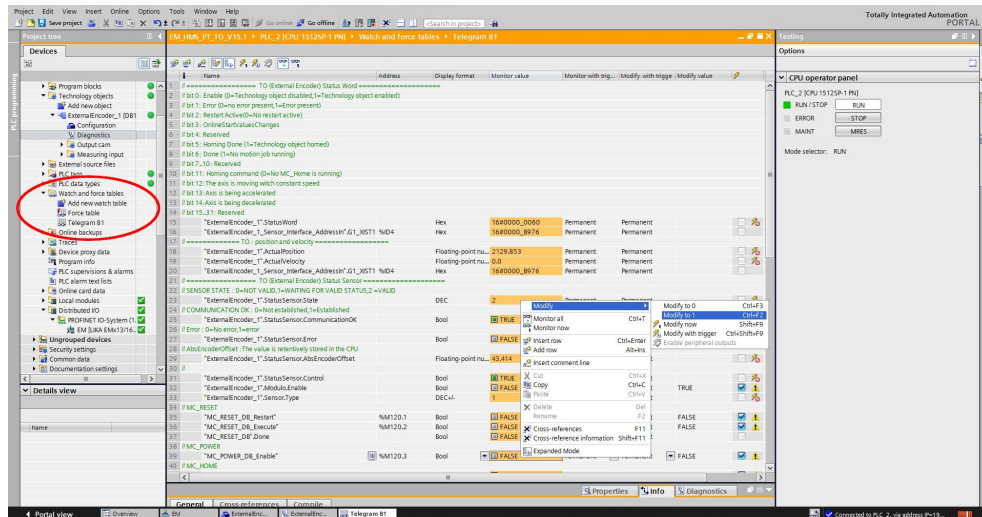 Project Edit View Insert Online Options Tools Window Help
Totally Integrated Automation
PORTAL
Save project Go online Go offline <Search in project>
Project tree
EM_HM5_PT_TO_V15.1 PLC_2 [CPU 1512SP-1 PN] Watch and force tables Telegram 81
Testing
Devices
Options
PLC programming
i Name Address Display format Monitor value Monitor with trig... Modify with trigge Modify value
CPU operator panel
PLC_2 [CPU 1512SP-1 PN]
RUN / STOP RUN
ERROR STOP
MAINT MRES
Mode selector: RUN
Program blocks
Technology objects
Add new object
ExternalEncoder_1 [DB1
Configuration
Diagnostics
Output cam
Measuring input
External source files
PLC tags
PLC data types
Watch and force tables
Add new watch table
Force table
Telegram 81
Online backups
Traces
Device proxy data
Program info
PLC supervisions & alarms
PLC alarm text lists
Online card data
Local modules
Distributed I/O
PROFINET IO-System (1
EM [LIKA EMx13/16..
Ungrouped devices
Security settings
Common data
Documentation settings
Details view
Name
1 //=================== TO (External Encoder) Status Word =====================
2 // bit 0: Enable (0=Technology object disabled,1=Technology object enabled)
3 // bit 1: Error (0=no error present,1=Error present)
4 // bit 2: Restart Active(0=No restart active)
5 // bit 3: OnlineStartValuesChanges
6 // bit 4: Reserved
7 // bit 5: Homing Done (1=Technology object homed)
8 // bit 6: Done (1=No motion job running)
9 // bit 7..10: Reserved
10 // bit 11: Homing command (0=No MC_Home is running)
11 // bit 12:The axis is moving witch constant speed
12 // bit 13:Axis is being accelerated
13 // bit 14:Axis is being decelerated
14 // bit 15..31: Reserved
15 "ExternalEncoder_1".StatusWord Hex 16#0000_0060 Permanent Permanent
16 "ExternalEncoder_1_Sensor_Interface_AddressIn".G1_XIST1 %ID4 Hex 16#0000_8976 Permanent Permanent
17 //============== TO : position and velocity ==================
18 "ExternalEncoder_1".ActualPosition Floating-point nu... 2129.853 Permanent Permanent
19 "ExternalEncoder_1".ActualVelocity Floating-point nu... 0.0 Permanent Permanent
20 "ExternalEncoder_1_Sensor_Interface_AddressIn".G1_XIST1 %ID4 Hex 16#0000_8976 Permanent Permanent
21 //================== TO (External Encoder) Status Sensor ===================
22 // SENSOR STATE : 0=NOT VALID,1=WAITING FOR VALID STATUS,2 =VALID
23 "ExternalEncoder_1".StatusSensor.State DEC 2
24 // COMMUNICATION OK : 0=Not established,1=Established
25 "ExternalEncoder_1".StatusSensor.CommunicationOK Bool TRUE
26 // Error : 0=No error,1=error
27 "ExternalEncoder_1".StatusSensor.Error Bool FALSE
28 // AbsEncoderOffset :The value is retentively stored in the CPU
29 "ExternalEncoder_1".StatusSensor.AbsEncoderOffset Floating-point nu... 43.414
30 //
31 "ExternalEncoder_1".StatusSensor.Control Bool TRUE
32 "ExternalEncoder_1".Modulo.Enable Bool FALSE TRUE
33 "ExternalEncoder_1".Sensor.Type DEC+/- 1
34 // MC_RESET
35 "MC_RESET_DB_Restart" %M120.1 Bool FALSE FALSE
36 "MC_RESET_DB_Execute" %M120.2 Bool FALSE FALSE
37 "MC_RESET_DB".Done Bool FALSE
38 // MC_POWER
39 "MC_POWER_DB_Enable" %M120.3 Bool FALSE FALSE
40 // MC_HOME
Modify
Monitor all Ctrl+T
Monitor now
Insert row Ctrl+Enter
Add row Alt+Ins
Insert comment line
Cut Ctrl+X
Copy Ctrl+C
Paste Ctrl+V
Delete Del
Rename F2
Cross-references F11
Cross-reference information Shift+F11
Expanded Mode
Modify to 0 Ctrl+F3
Modify to 1 Ctrl+F2
Modify now Shift+F9
Modify with trigger Ctrl+Shift+F9
Enable peripheral outputs
Properties Info Diagnostics
General Cross-references Compile
Portal view Overview EM ExternalEnc... ExternalEnc... Telegram 81
Connected to PLC_2, via address IP=19...